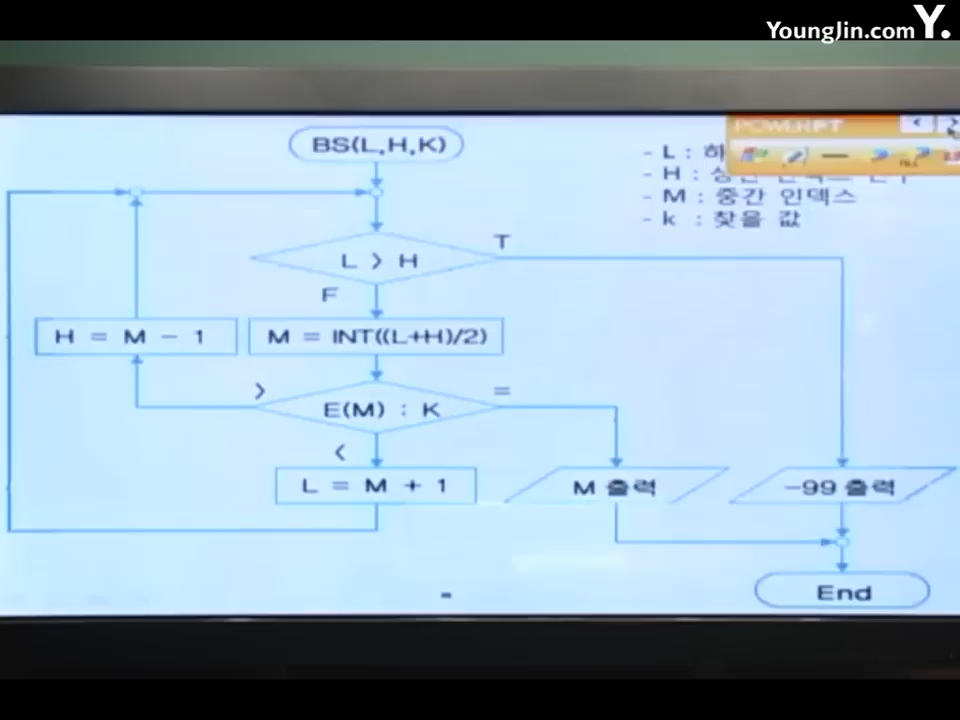 YoungJin.com Y.
POWERPT
BS(L,H,K)
- L : 하
- H :
- M : 중간 인덱스
- k : 찾을 값
L > H
T
F
H = M - 1
M = INT((L+H)/2)
>
E(M) : K
=
<
L = M + 1
M 출력
-99 출력
End